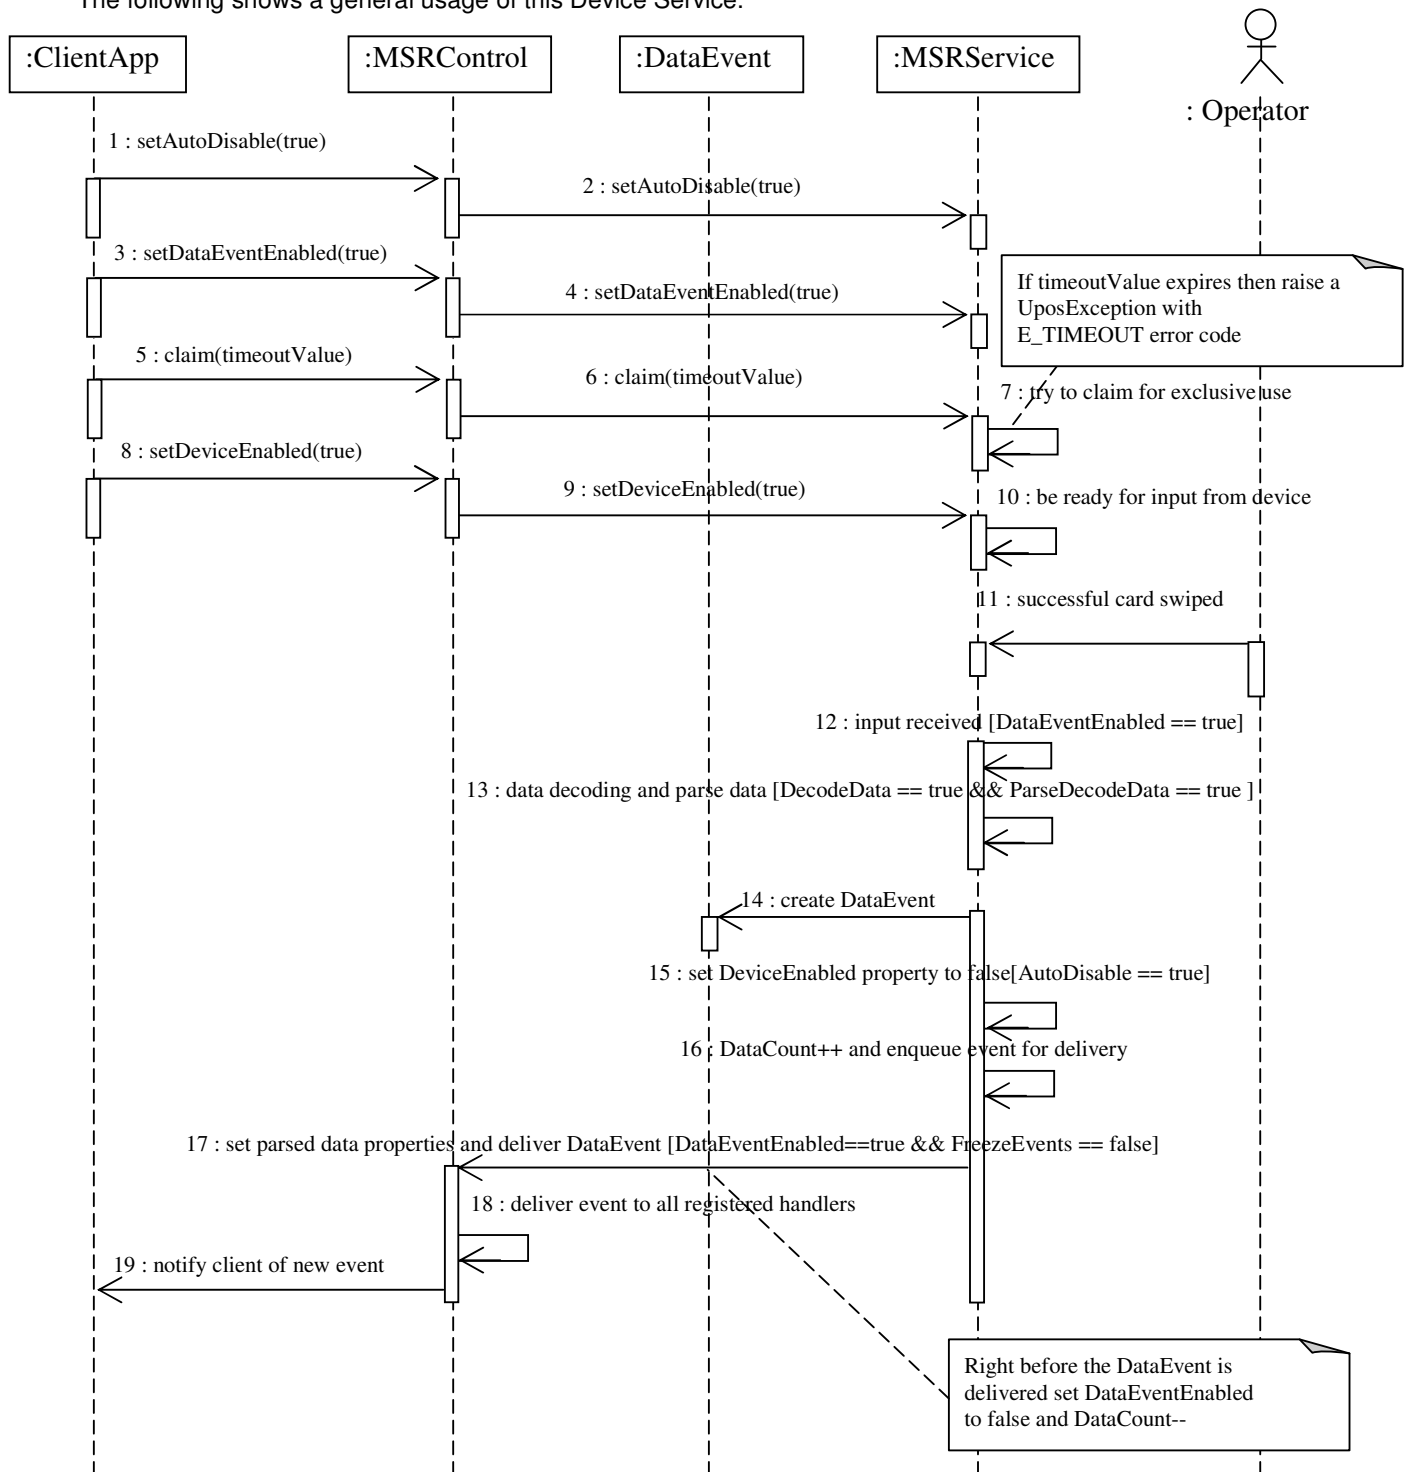 The following shows a general usage of this Device Service.
:ClientApp
:MSRControl
:DataEvent
:MSRService
: Operator
1 : setAutoDisable(true)
2 : setAutoDisable(true)
3 : setDataEventEnabled(true)
4 : setDataEventEnabled(true)
If timeoutValue expires then raise a
UposException with
E_TIMEOUT error code
5 : claim(timeoutValue)
6 : claim(timeoutValue)
7 : try to claim for exclusive use
8 : setDeviceEnabled(true)
9 : setDeviceEnabled(true)
10 : be ready for input from device
11 : successful card swiped
12 : input received [DataEventEnabled == true]
13 : data decoding and parse data [DecodeData == true && ParseDecodeData == true ]
14 : create DataEvent
15 : set DeviceEnabled property to false[AutoDisable == true]
16 : DataCount++ and enqueue event for delivery
17 : set parsed data properties and deliver DataEvent [DataEventEnabled==true && FreezeEvents == false]
18 : deliver event to all registered handlers
19 : notify client of new event
Right before the DataEvent is
delivered set DataEventEnabled
to false and DataCount--